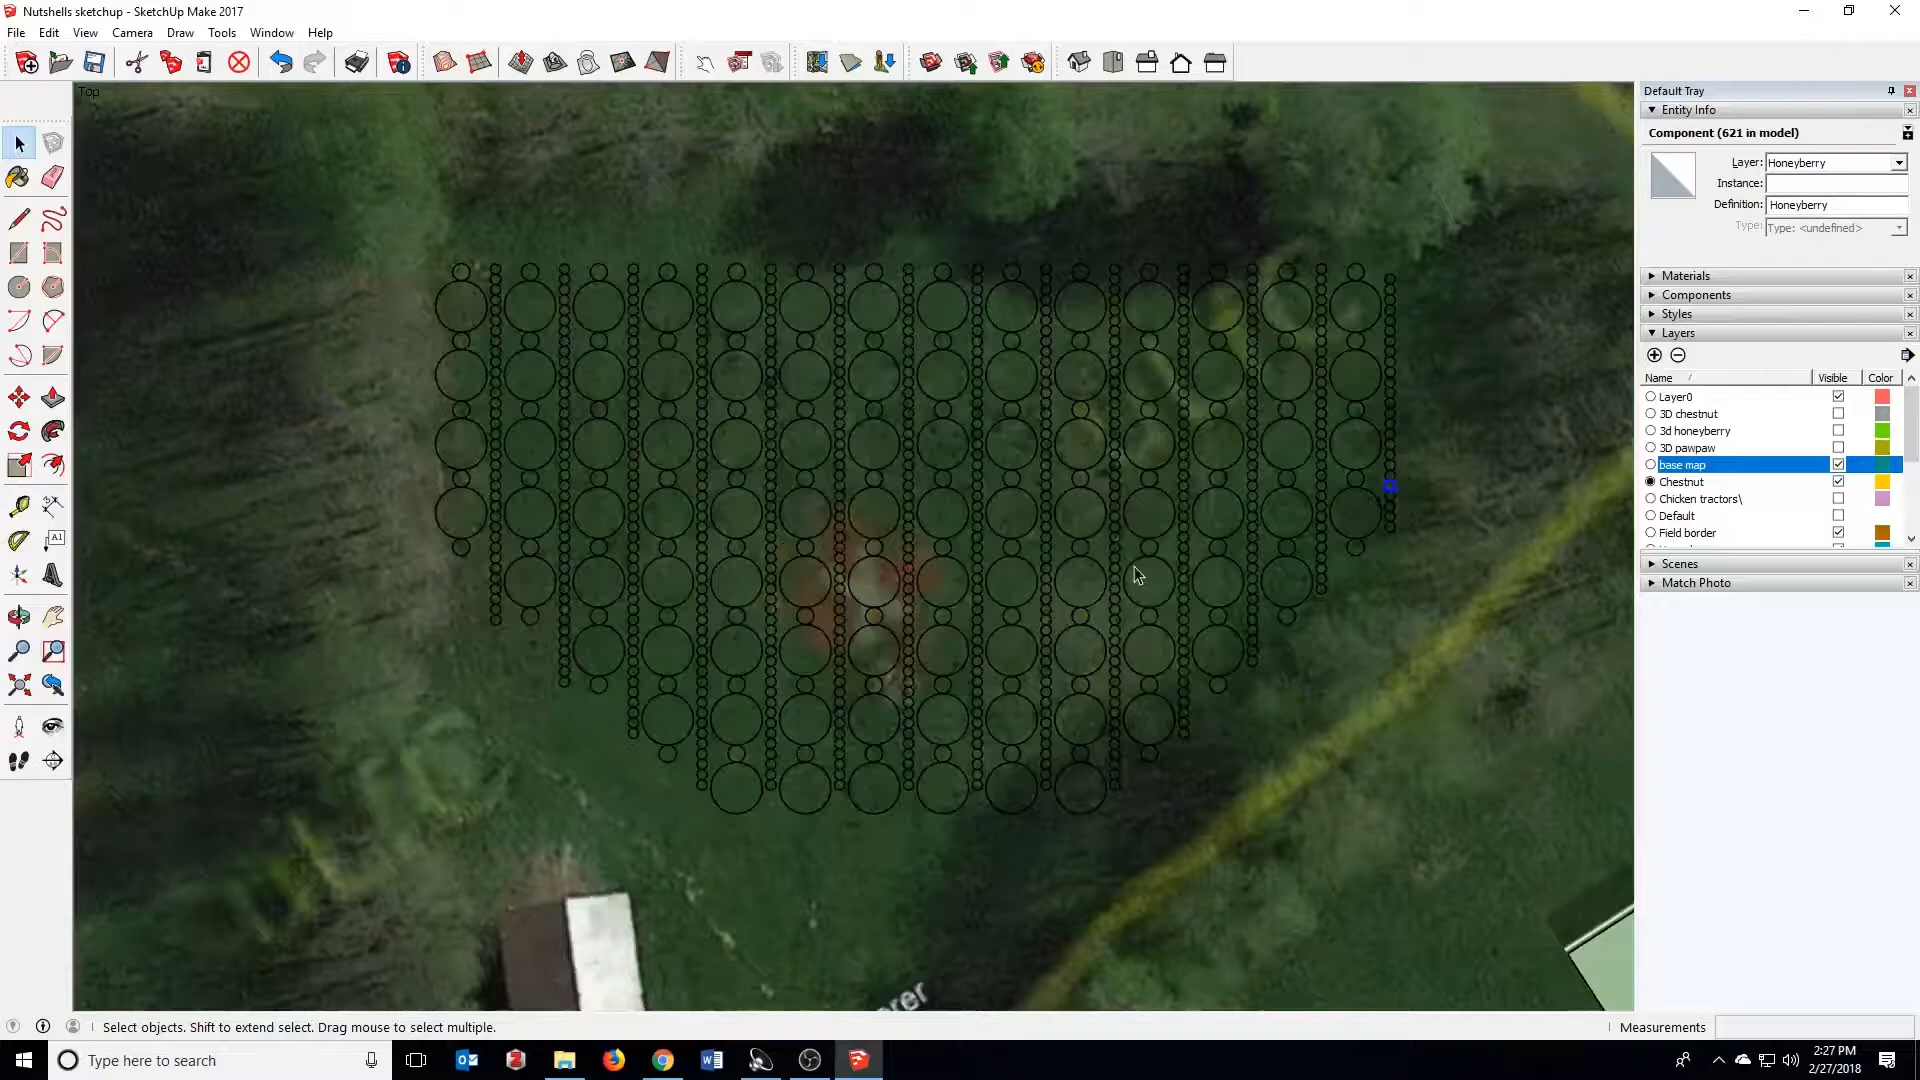 Nutshells sketchup - SketchUp Make 2017
File Edit View Camera Draw Tools Window Help
Top
Default Tray
Entity Info
Component (621 in model)
Layer: Honeyberry
Instance:
Definition: Honeyberry
Type: Type: <undefined>
Materials
Components
Styles
Layers
Name Visible Color
Layer0
3D chestnut
3d honeyberry
3D pawpaw
base map
Chestnut
Chicken tractors\
Default
Field border
Scenes
Match Photo
A1
orer
Select objects. Shift to extend select. Drag mouse to select multiple.
Measurements
Type here to search
2:27 PM
2/27/2018